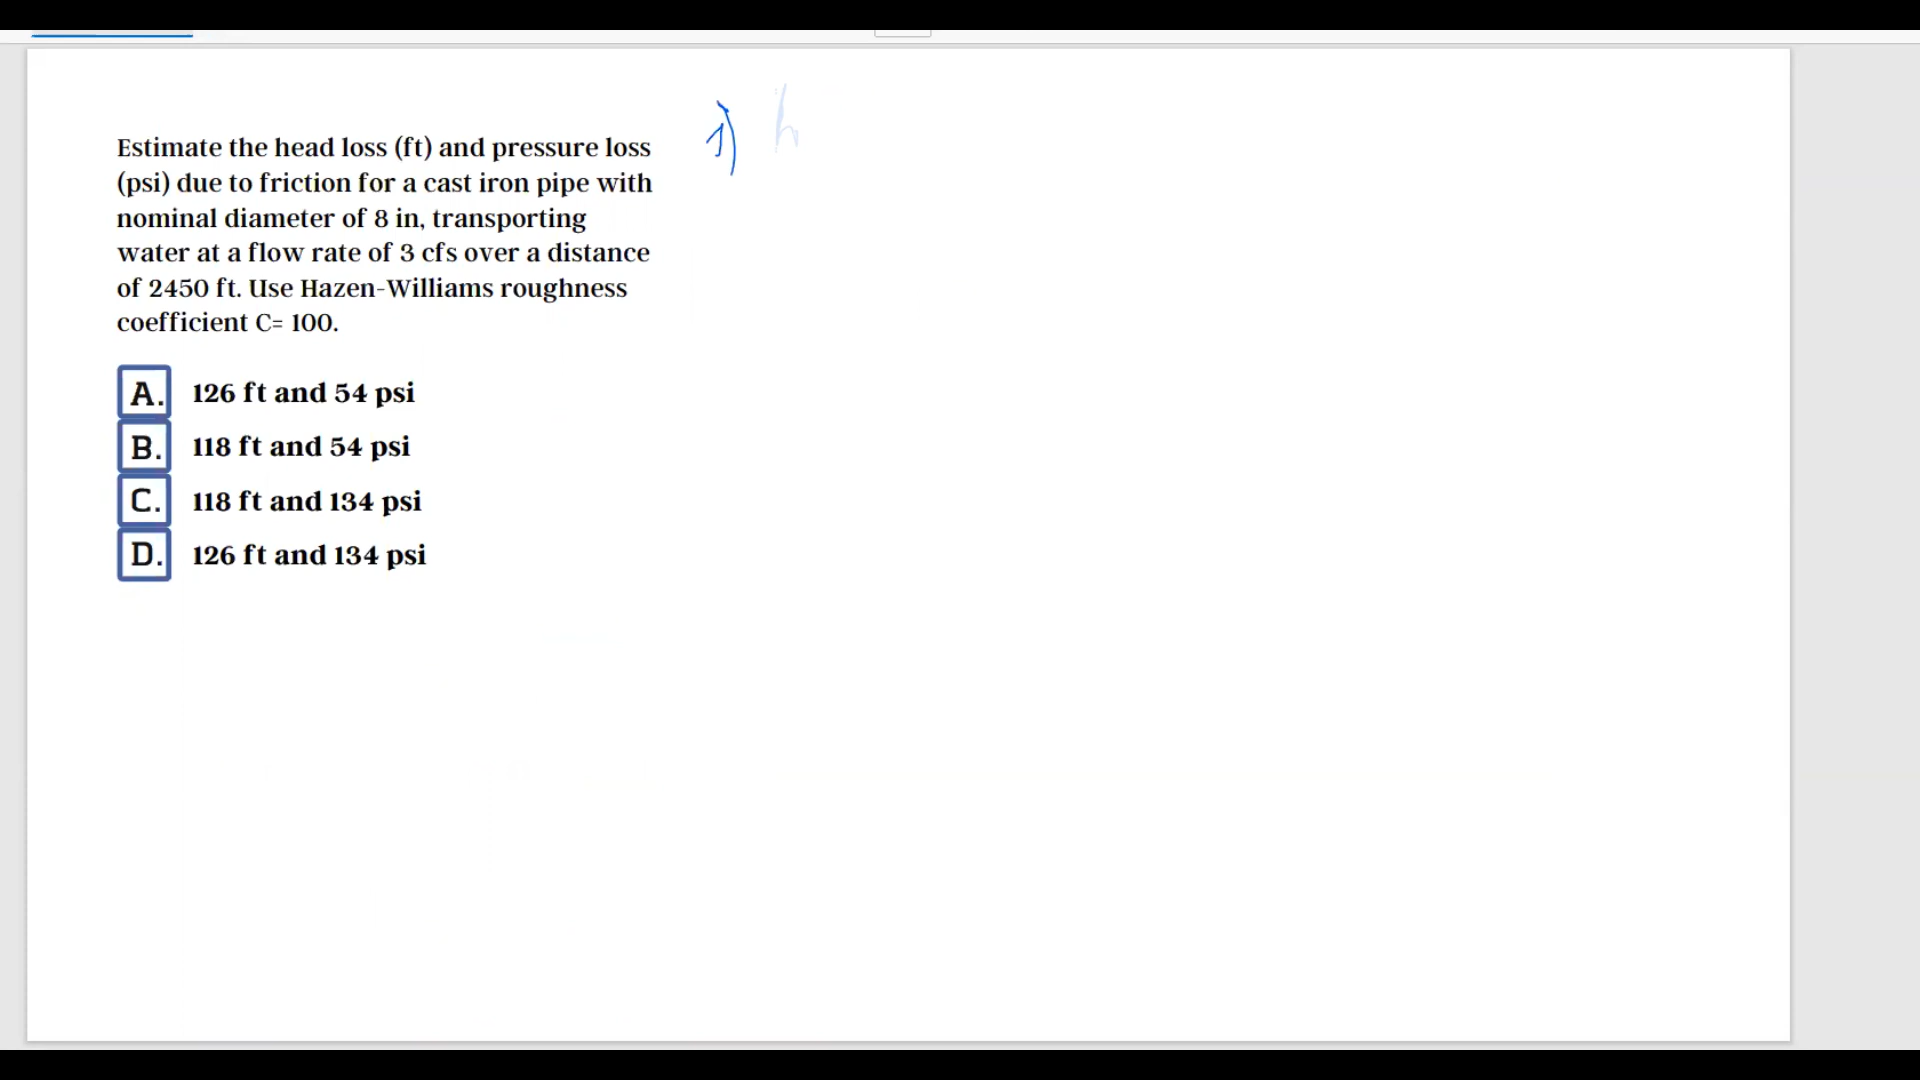 Estimate the head loss (ft) and pressure loss
(psi) due to friction for a cast iron pipe with
nominal diameter of 8 in, transporting
water at a flow rate of 3 cfs over a distance
of 2450 ft. Use Hazen-Williams roughness
coefficient C= 100.
A. 126 ft and 54 psi
B. 118 ft and 54 psi
C. 118 ft and 134 psi
D. 126 ft and 134 psi
1) h